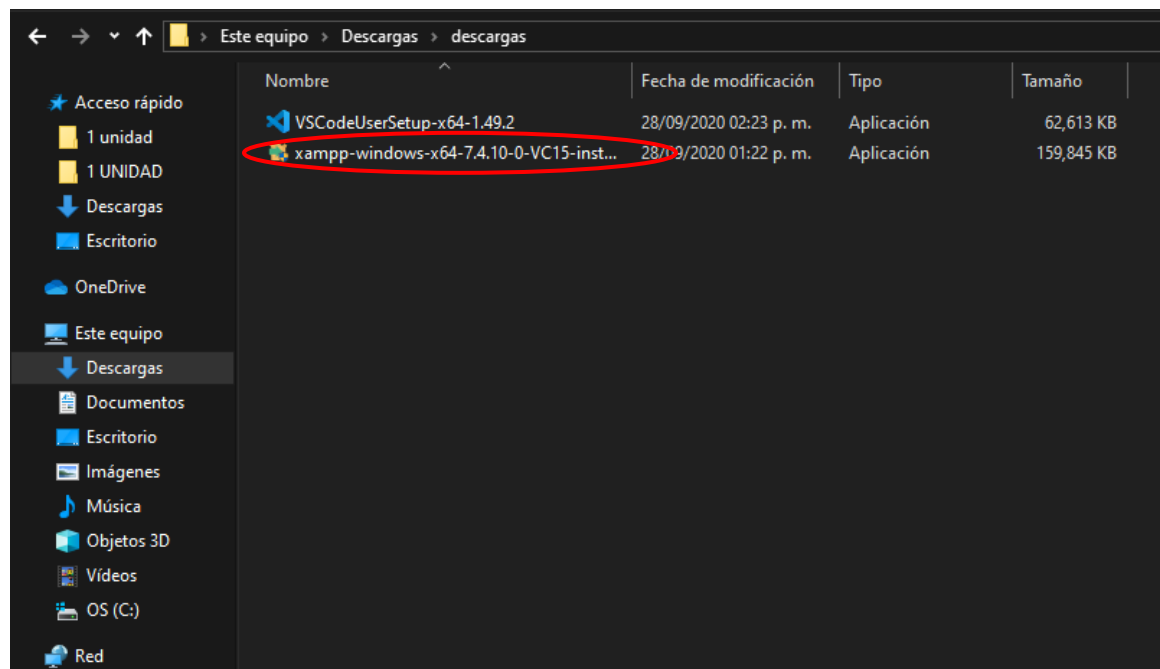 Este equipo > Descargas > descargas
Nombre Fecha de modificación Tipo Tamaño
VSCodeUserSetup-x64-1.49.2 28/09/2020 02:23 p. m. Aplicación 62,613 KB
xampp-windows-x64-7.4.10-0-VC15-inst... 28/09/2020 01:22 p. m. Aplicación 159,845 KB
Acceso rápido
1 unidad
1 UNIDAD
Descargas
Escritorio
OneDrive
Este equipo
Descargas
Documentos
Escritorio
Imágenes
Música
Objetos 3D
Vídeos
OS (C:)
Red